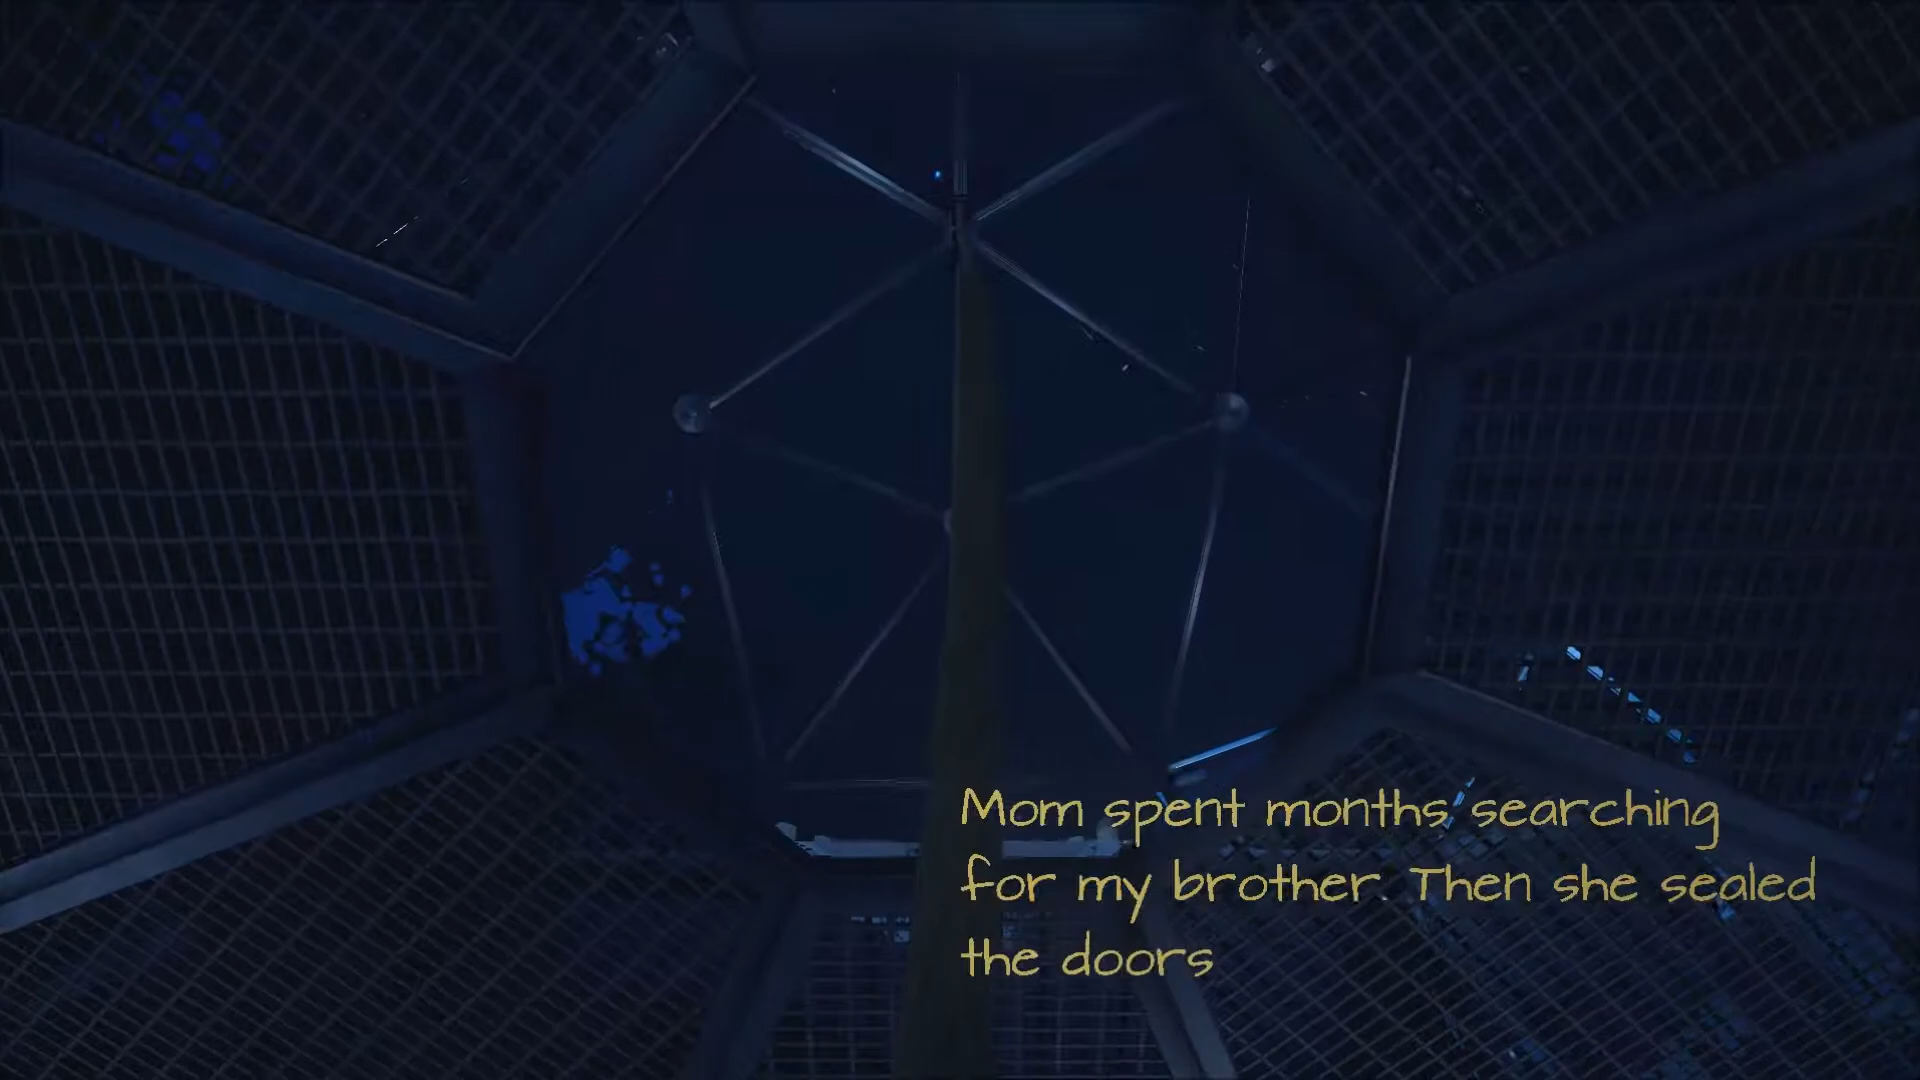 Mom spent months searching
for my brother. Then she sealed
the doors